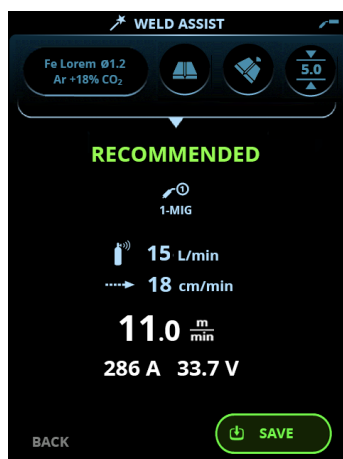 WELD ASSIST
Fe Lorem ø1.2
Ar +18% CO₂
5.0
RECOMMENDED
1
1-MIG
15 L/min
18 cm/min
11.0 m/min
286 A 33.7 V
BACK
SAVE